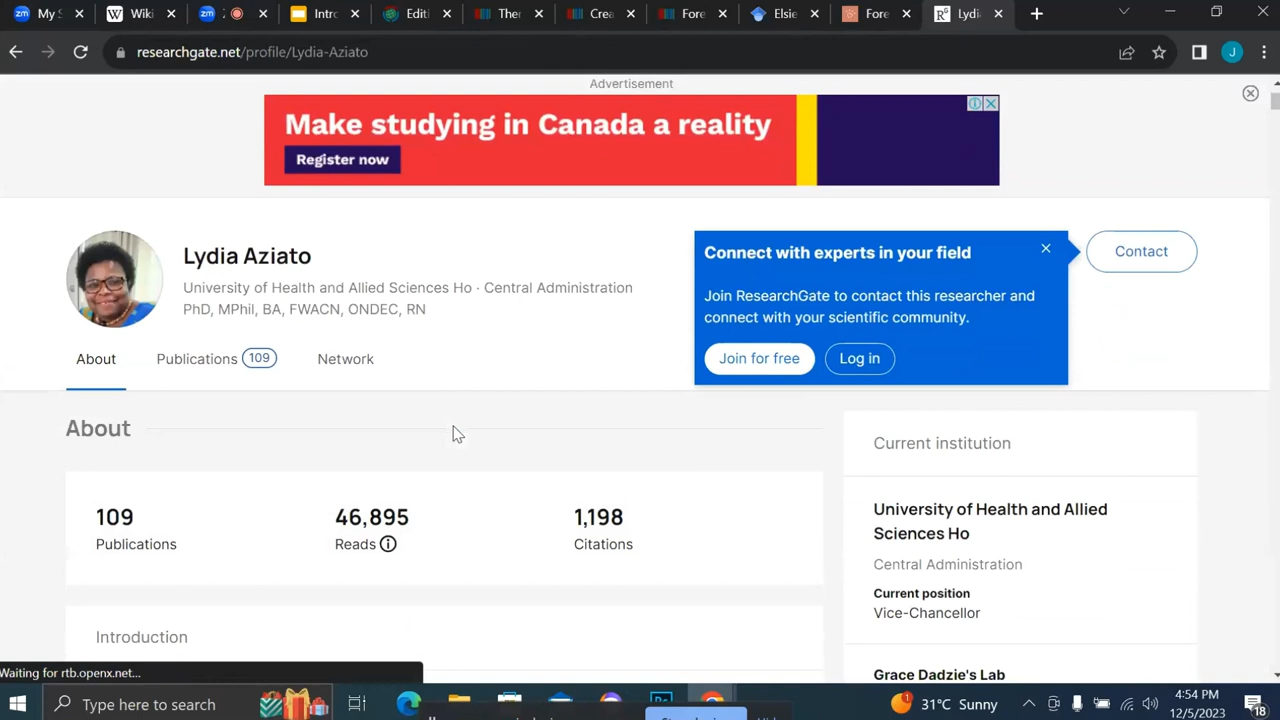 My S
Wiki
Intro
Editi
Ther
Crea
Fore
Elsie
Fore
Lydia
researchgate.net/profile/Lydia-Aziato
J
Advertisement
Make studying in Canada a reality
Register now
Lydia Aziato
University of Health and Allied Sciences Ho · Central Administration
PhD, MPhil, BA, FWACN, ONDEC, RN
Connect with experts in your field
Join ResearchGate to contact this researcher and
connect with your scientific community.
Join for free
Log in
Contact
About
Publications 109
Network
About
109
Publications
46,895
Reads
1,198
Citations
Introduction
Current institution
University of Health and Allied
Sciences Ho
Central Administration
Current position
Vice-Chancellor
Grace Dadzie's Lab
Waiting for rtb.openx.net...
Type here to search
1
31°C Sunny
4:54 PM
12/5/2023
18